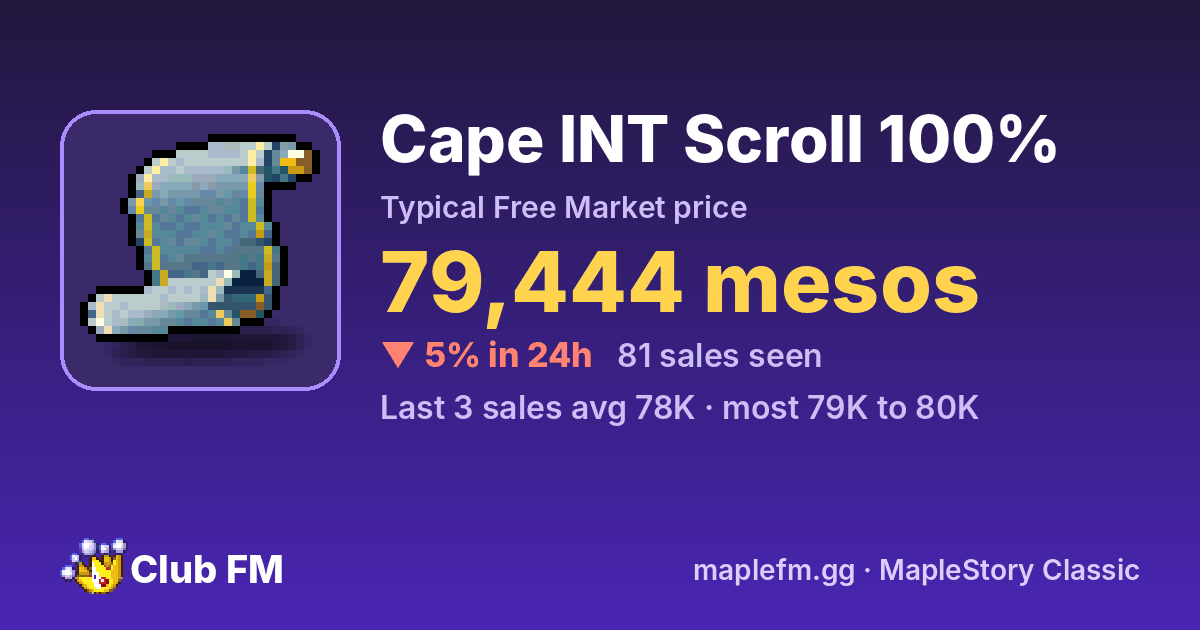 Cape INT Scroll 100%
Typical Free Market price
79,444 mesos
▼ 5% in 24h 81 sales seen
Last 3 sales avg 78K · most 79K to 80K
Club FM
maplefm.gg · MapleStory Classic